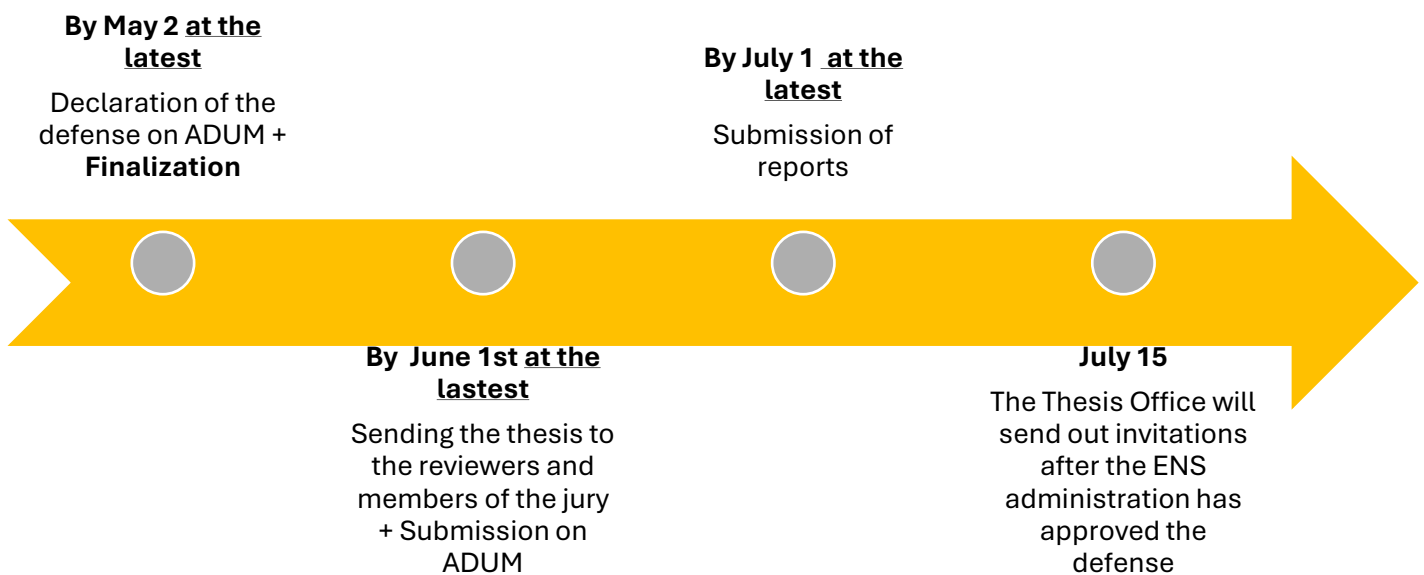 By May 2 at the
latest
Declaration of the
defense on ADUM +
Finalization
By June 1st at the
lastest
Sending the thesis to
the reviewers and
members of the jury
+ Submission on
ADUM
By July 1 at the
latest
Submission of
reports
July 15
The Thesis Office will
send out invitations
after the ENS
administration has
approved the
defense